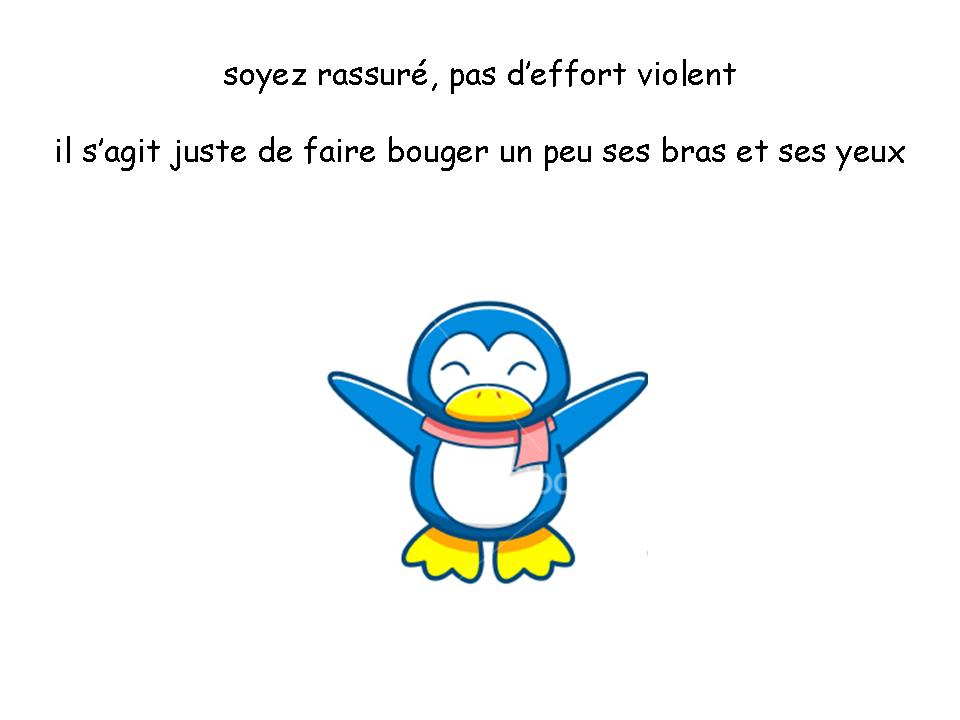 soyez rassuré, pas d’effort violent
il s’agit juste de faire bouger un peu ses bras et ses yeux